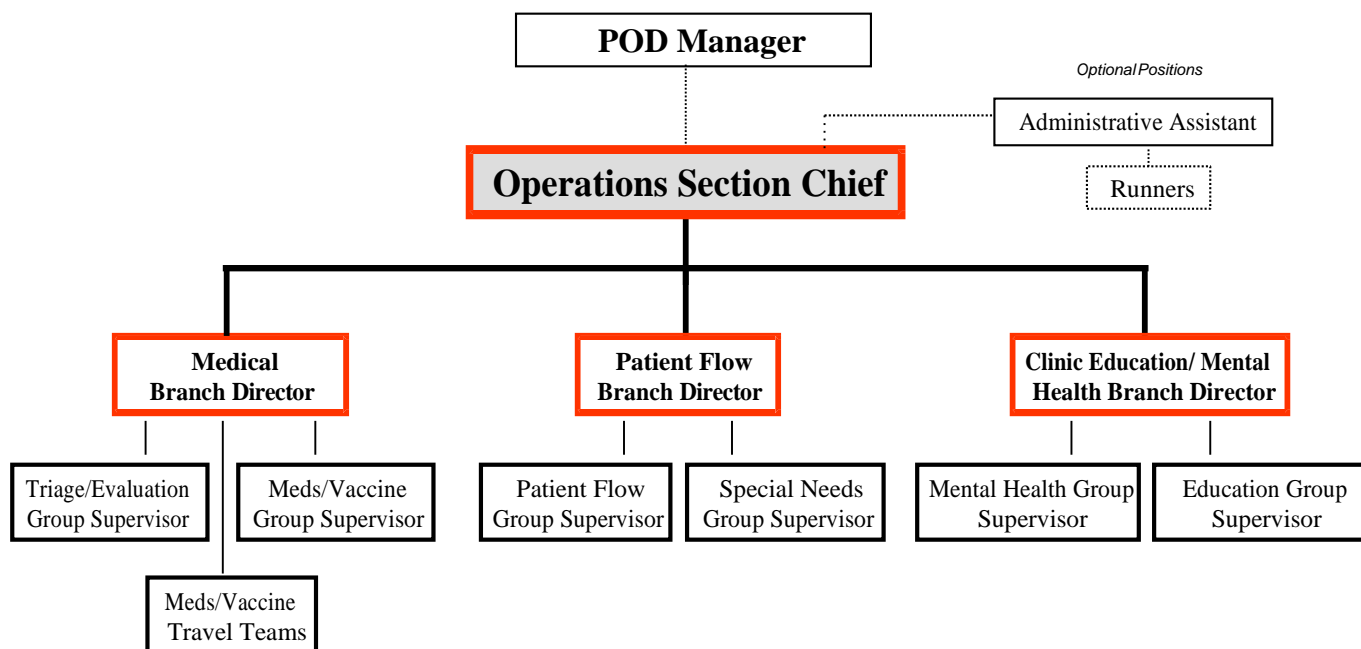 POD Manager
Optional Positions
Administrative Assistant
Operations Section Chief
Runners
Medical
Branch Director
Patient Flow
Branch Director
Clinic Education/ Mental
Health Branch Director
Triage/Evaluation
Group Supervisor
Meds/Vaccine
Group Supervisor
Patient Flow
Group Supervisor
Special Needs
Group Supervisor
Mental Health Group
Supervisor
Education Group
Supervisor
Meds/Vaccine
Travel Teams